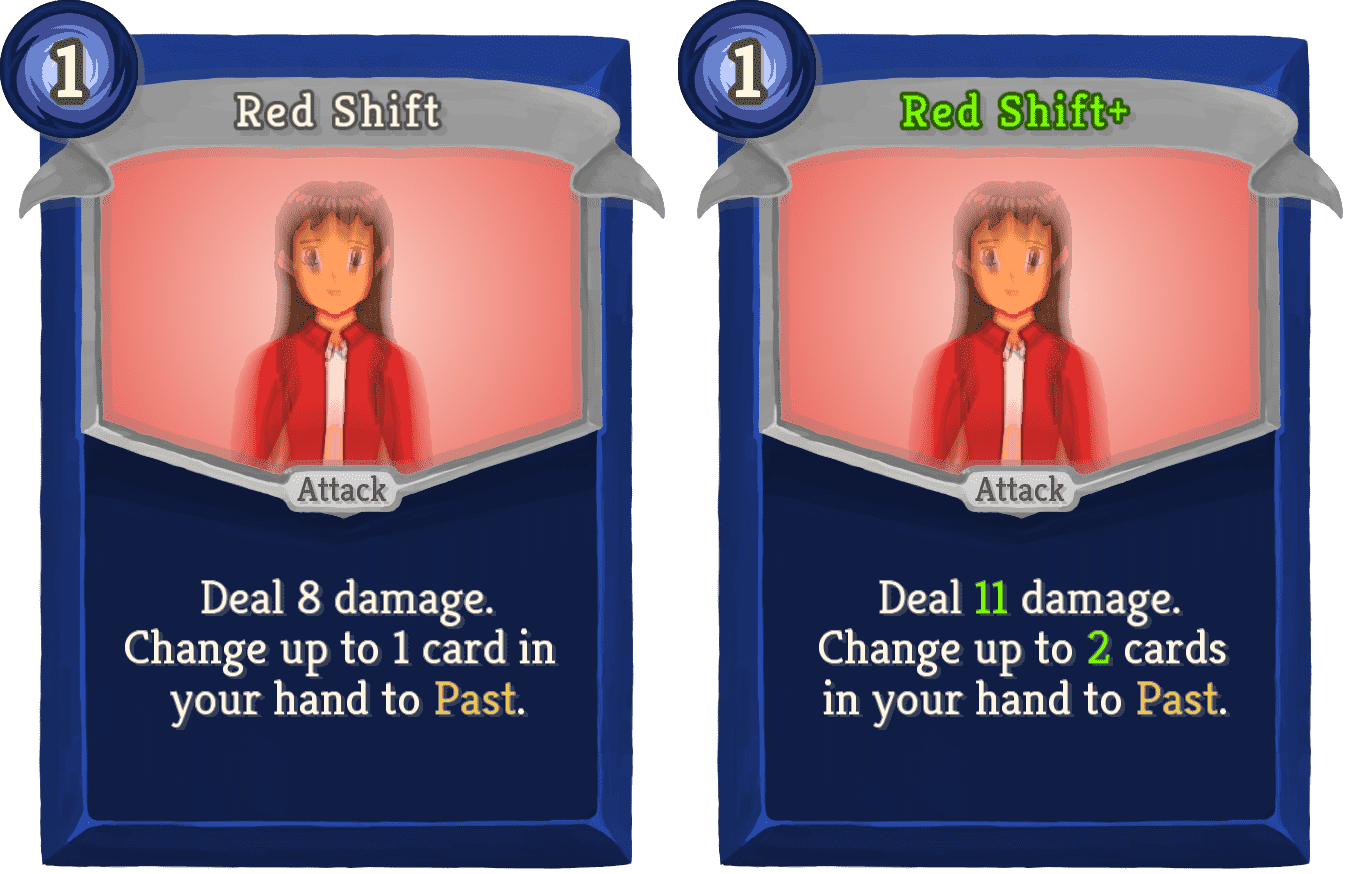 1
Red Shift
Attack
Deal 8 damage.
Change up to 1 card in
your hand to Past.
1
Red Shift+
Attack
Deal 11 damage.
Change up to 2 cards
in your hand to Past.